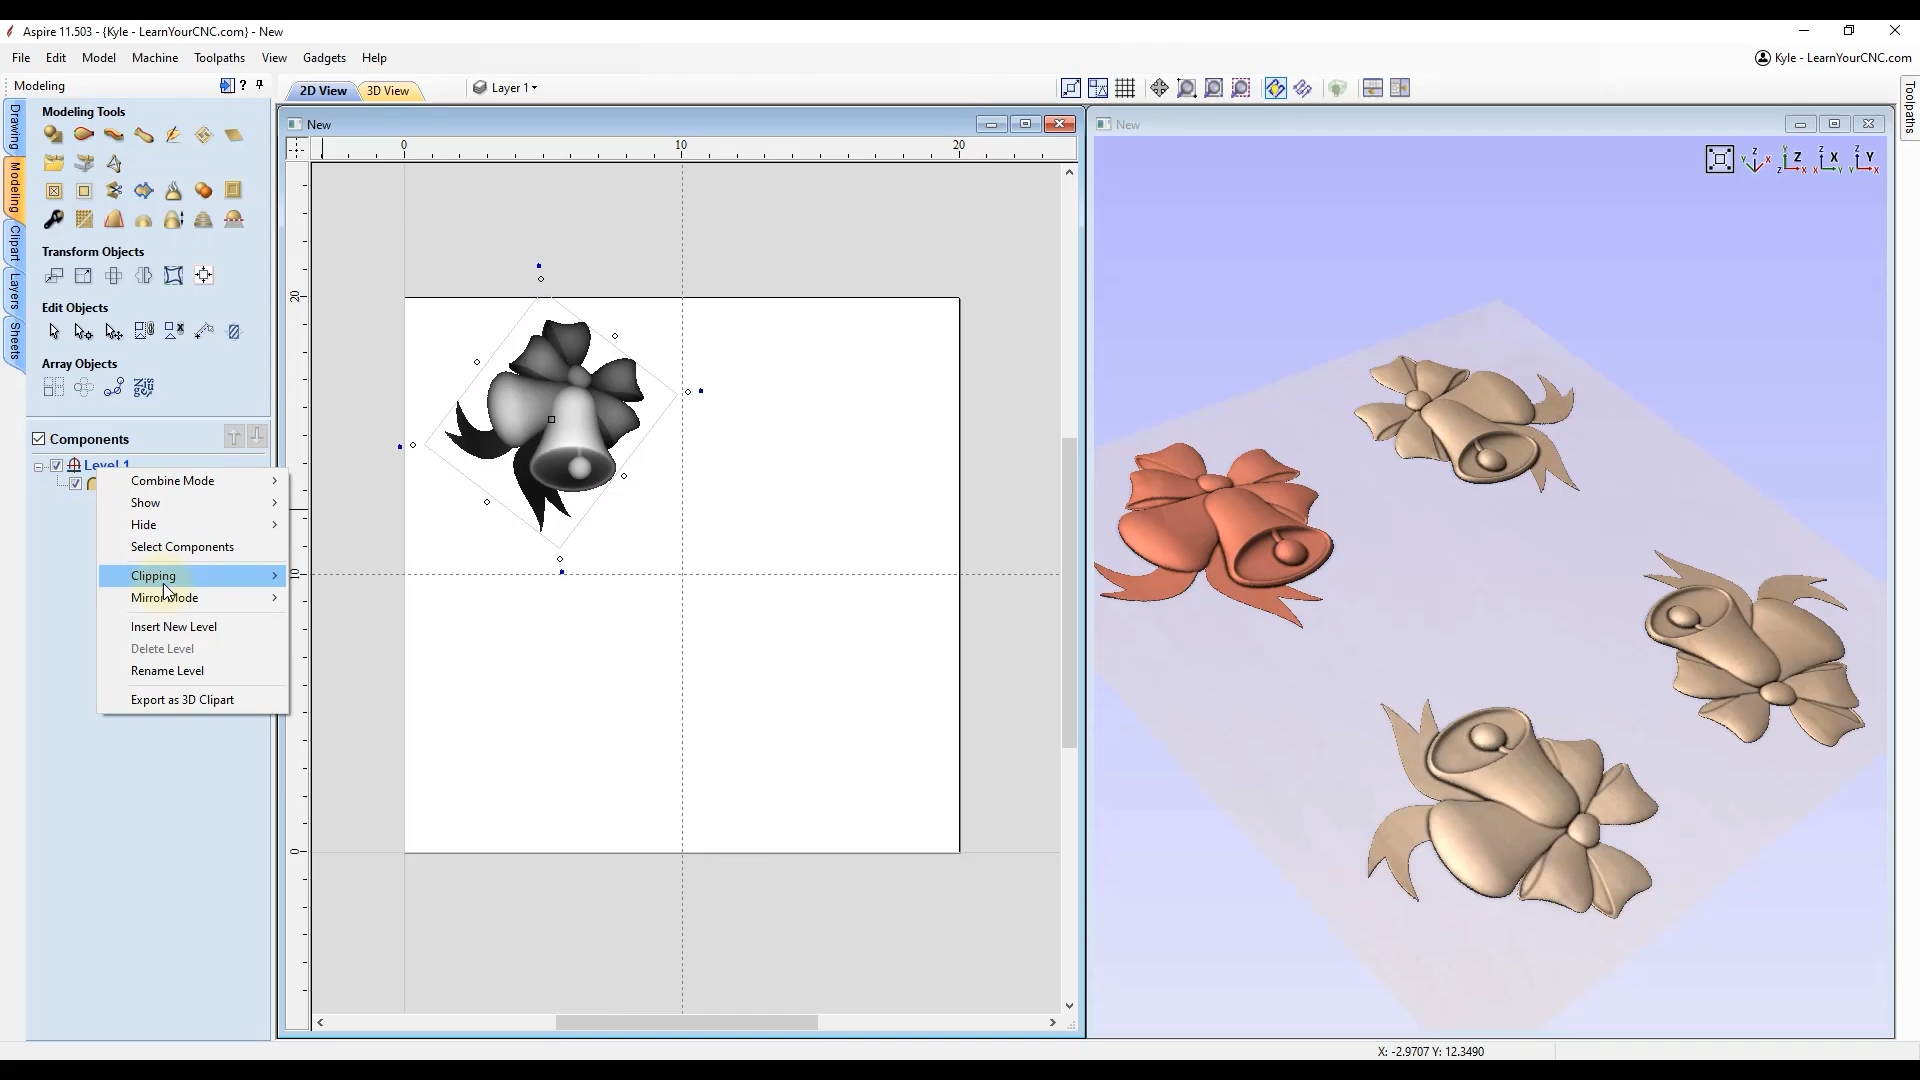 Aspire 11.503 - {Kyle - LearnYourCNC.com} - New
File Edit Model Machine Toolpaths View Gadgets Help
Kyle - LearnYourCNC.com
Modeling
?
2D View 3D View
Layer 1
Toolpaths
Drawing
Modeling
Clipart
Layers
Sheets
Modeling Tools
Transform Objects
Edit Objects
Array Objects
Components
Level 1
Combine Mode
Show
Hide
Select Components
Clipping
Mirror Mode
Insert New Level
Delete Level
Rename Level
Export as 3D Clipart
New
0 10 20
20
10
0
New
Z Y X
Y Z X Z
Z X Y
Z Y X
X: -2.9707 Y: 12.3490